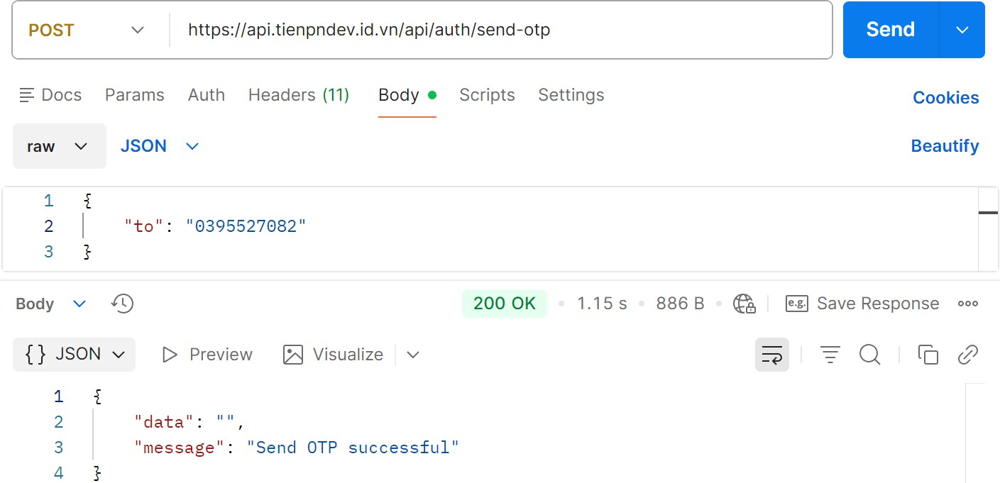 POST https://api.tienpndev.id.vn/api/auth/send-otp Send
Docs Params Auth Headers (11) Body Scripts Settings Cookies
raw JSON Beautify
1 {
2 "to": "0395527082"
3 }
Body 200 OK 1.15 s 886 B e.g. Save Response
{} JSON Preview Visualize
1 {
2 "data": "",
3 "message": "Send OTP successful"
4 }